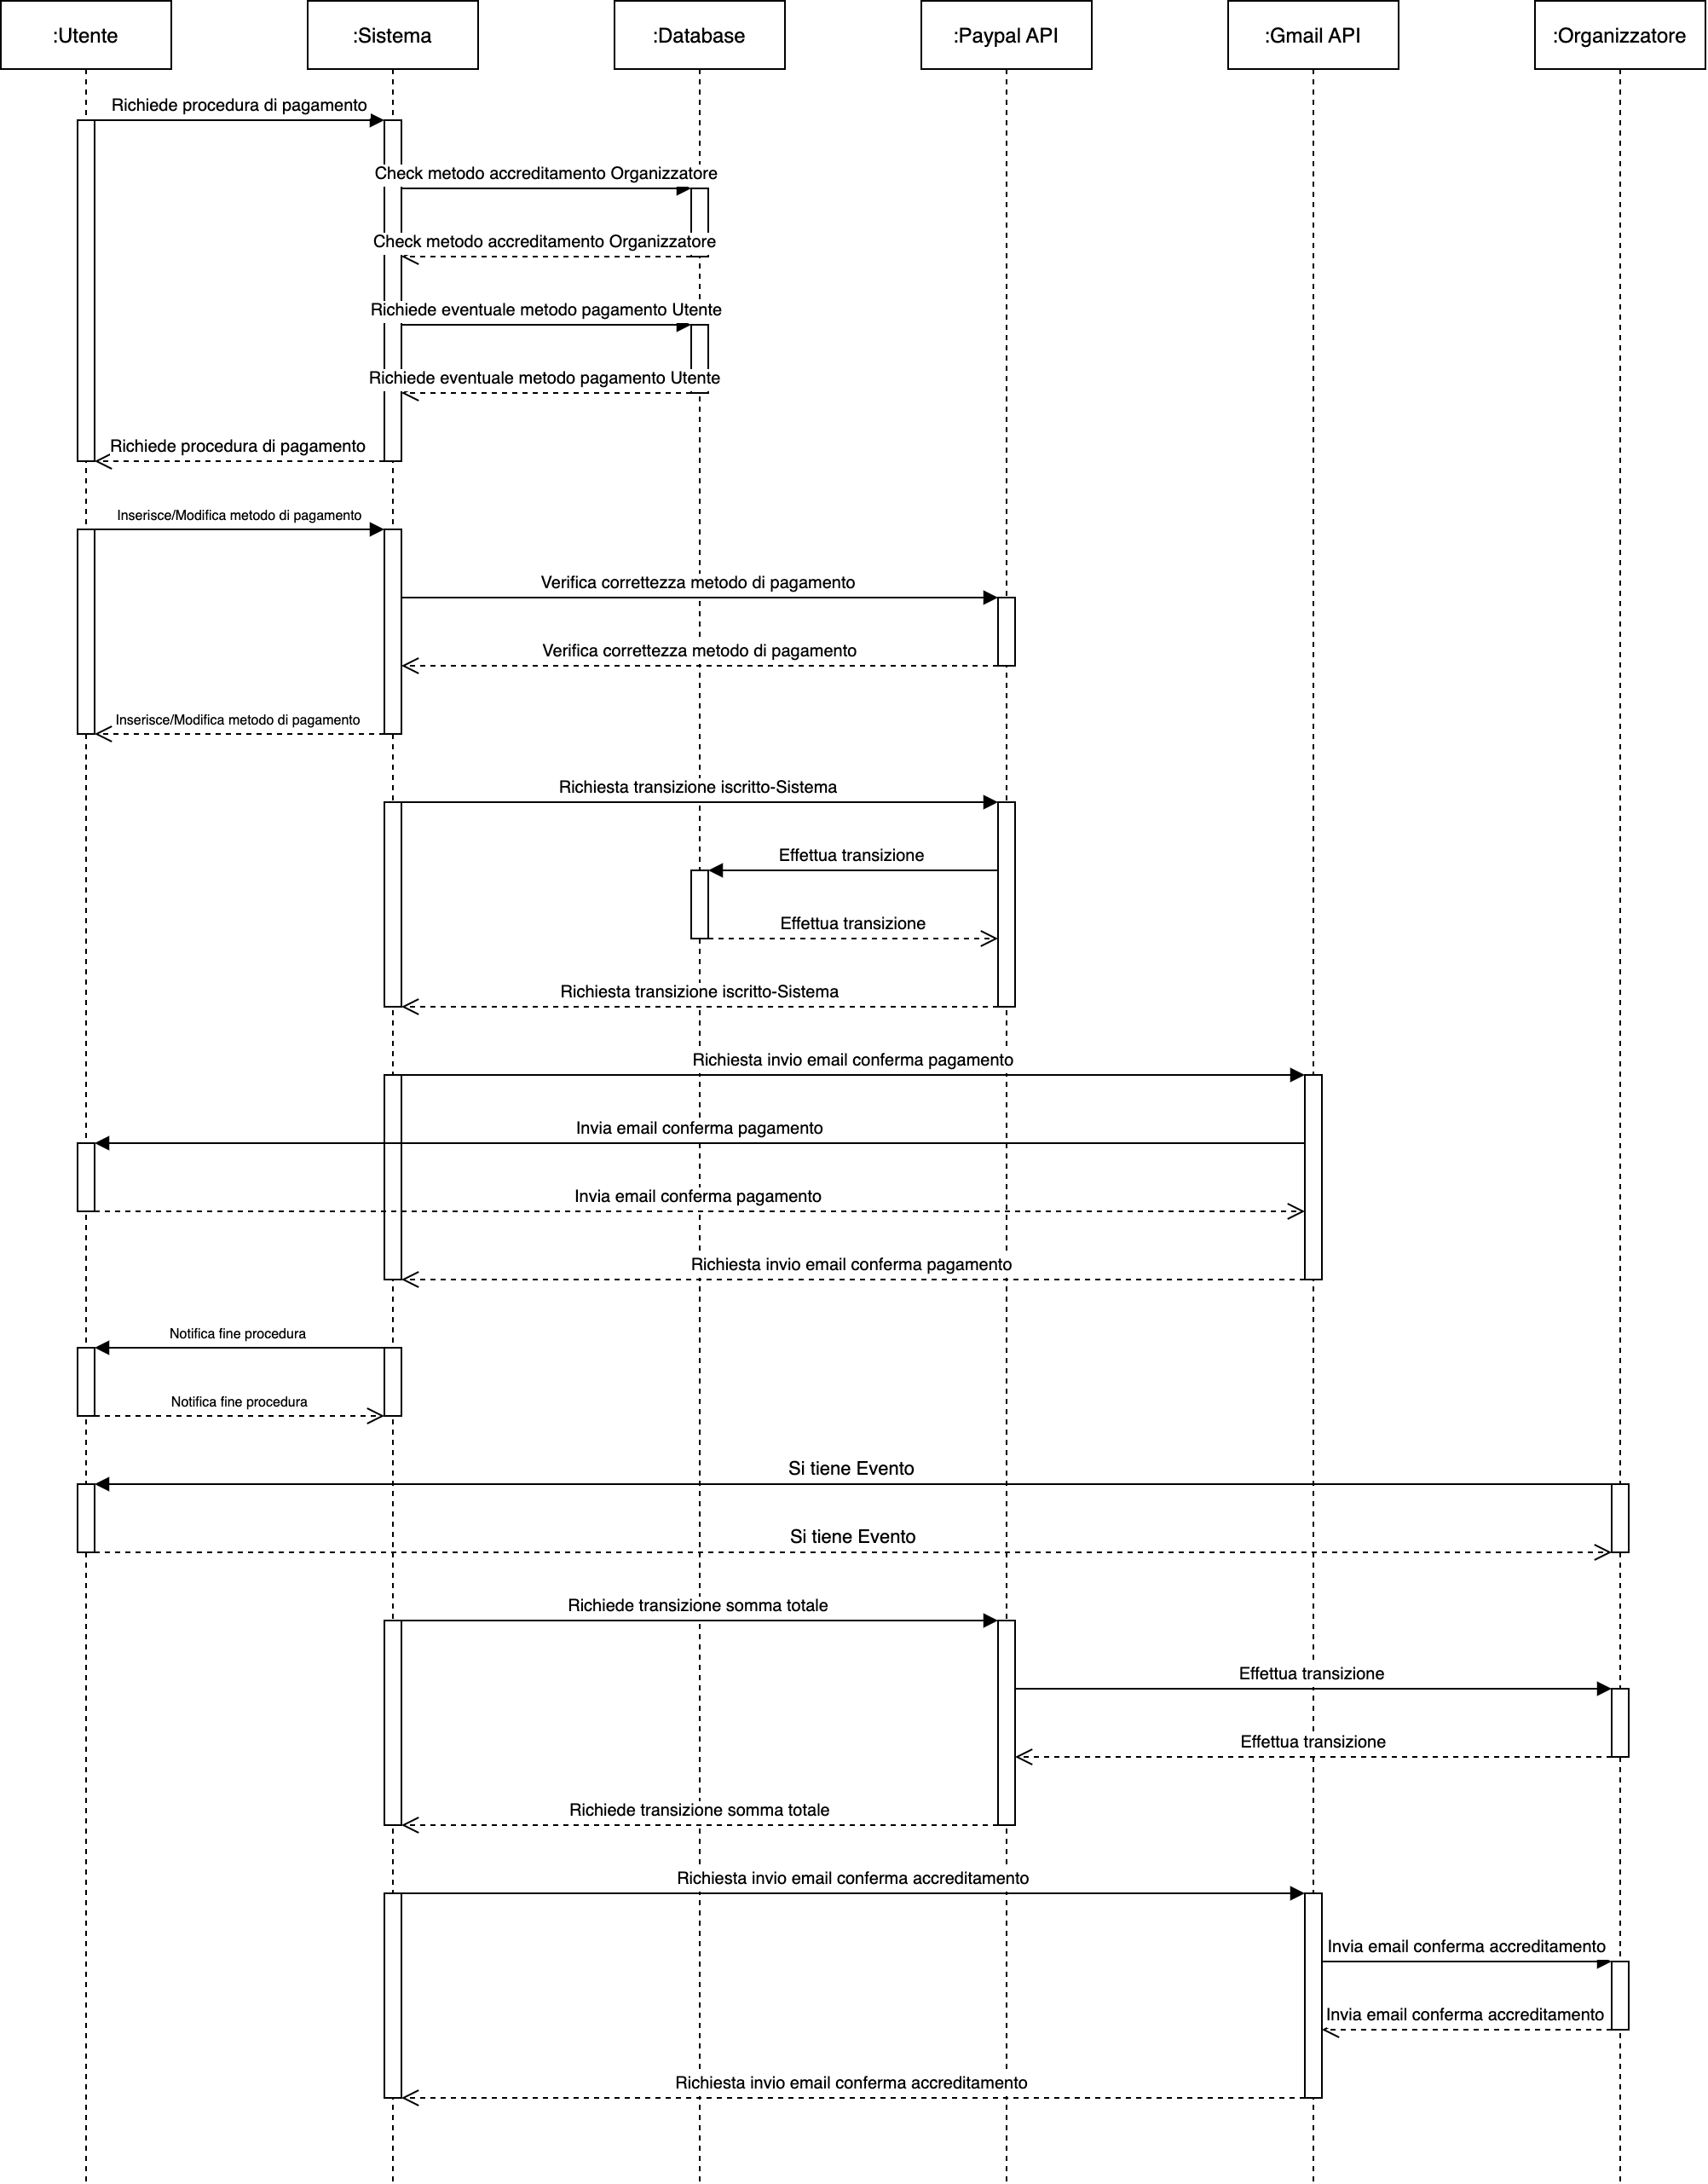 :Utente
:Sistema
:Database
:Paypal API
:Gmail API
:Organizzatore
Richiede procedura di pagamento
Check metodo accreditamento Organizzatore
Check metodo accreditamento Organizzatore
Richiede eventuale metodo pagamento Utente
Richiede eventuale metodo pagamento Utente
Richiede procedura di pagamento
Inserisce/Modifica metodo di pagamento
Verifica correttezza metodo di pagamento
Verifica correttezza metodo di pagamento
Inserisce/Modifica metodo di pagamento
Richiesta transizione iscritto-Sistema
Effettua transizione
Effettua transizione
Richiesta transizione iscritto-Sistema
Richiesta invio email conferma pagamento
Invia email conferma pagamento
Invia email conferma pagamento
Richiesta invio email conferma pagamento
Notifica fine procedura
Notifica fine procedura
Si tiene Evento
Si tiene Evento
Richiede transizione somma totale
Effettua transizione
Effettua transizione
Richiede transizione somma totale
Richiesta invio email conferma accreditamento
Invia email conferma accreditamento
Invia email conferma accreditamento
Richiesta invio email conferma accreditamento